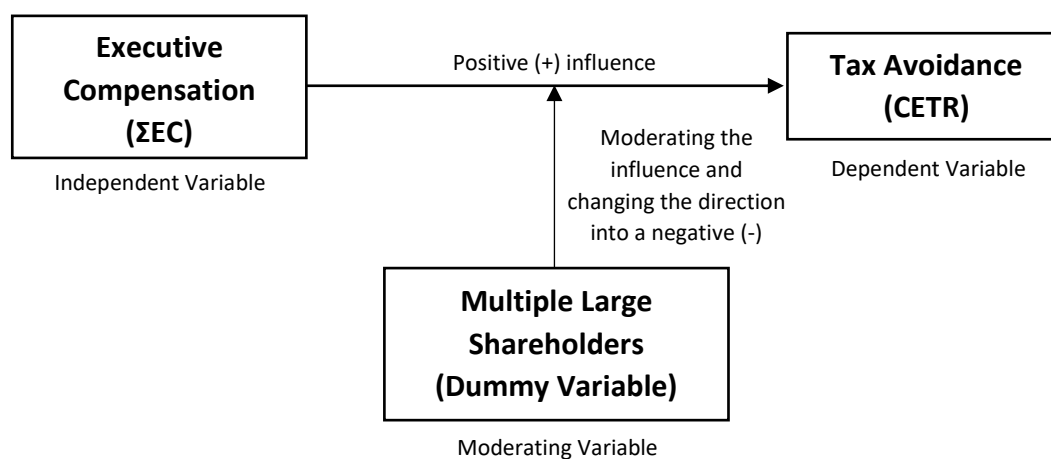 Executive
Compensation
(ΣEC)
Independent Variable
Positive (+) influence
Tax Avoidance
(CETR)
Dependent Variable
Moderating the
influence and
changing the direction
into a negative (-)
Multiple Large
Shareholders
(Dummy Variable)
Moderating Variable